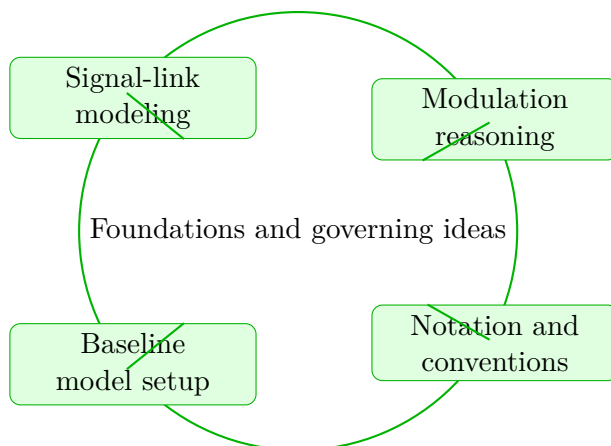 Signal-link
modeling
Modulation
reasoning
Foundations and governing ideas
Baseline
model setup
Notation and
conventions